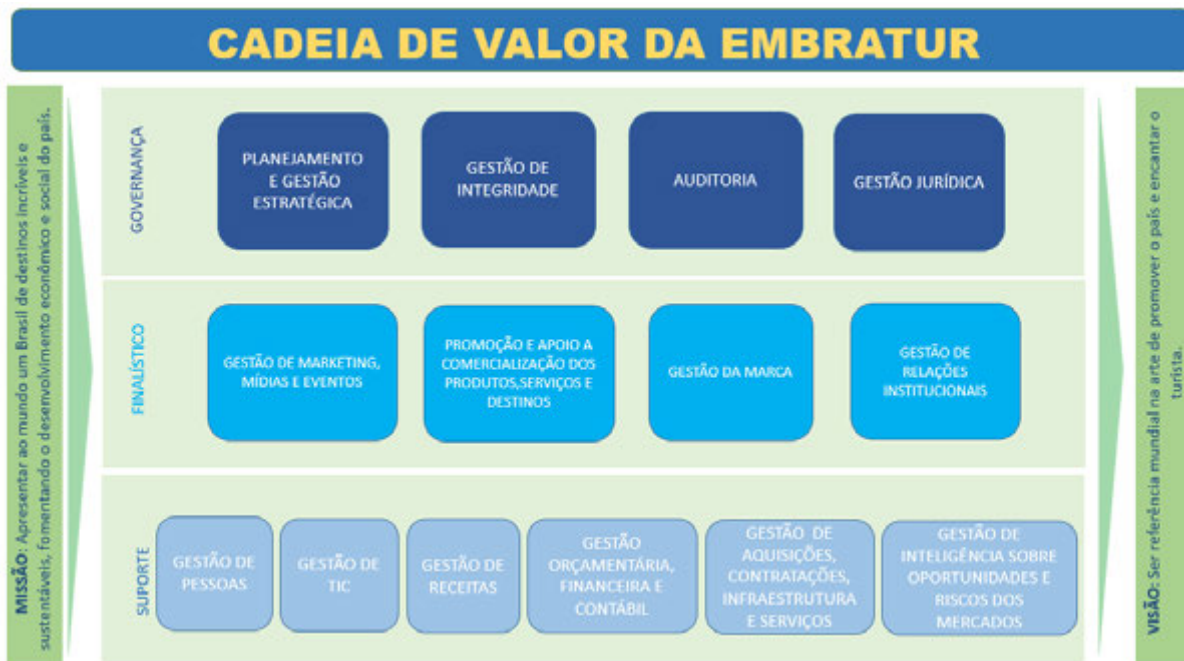 CADEIA DE VALOR DA EMBRATUR
MISSÃO: Apresentar ao mundo um Brasil de destinos incríveis e
sustentáveis, fomentando o desenvolvimento econômico e social do país.
GOVERNANÇA
PLANEJAMENTO
E GESTÃO
ESTRATÉGICA
GESTÃO DE
INTEGRIDADE
AUDITORIA
GESTÃO JURÍDICA
FINALÍSTICO
GESTÃO DE MARKETING,
MÍDIAS E EVENTOS
PROMOÇÃO E APOIO A
COMERCIALIZAÇÃO DOS
PRODUTOS,SERVIÇOS E
DESTINOS
GESTÃO DA MARCA
GESTÃO DE
RELAÇÕES
INSTITUCIONAIS
SUPORTE
GESTÃO DE
PESSOAS
GESTÃO DE
TIC
GESTÃO DE
RECEITAS
GESTÃO
ORÇAMENTÁRIA,
FINANCEIRA E
CONTÁBIL
GESTÃO DE
AQUISIÇÕES,
CONTRATAÇÕES,
INFRAESTRUTURA
E SERVIÇOS
GESTÃO DE
INTELIGÊNCIA SOBRE
OPORTUNIDADES E
RISCOS DOS
MERCADOS
VISÃO: Ser referência mundial na arte de promover o país e encantar o
turista.